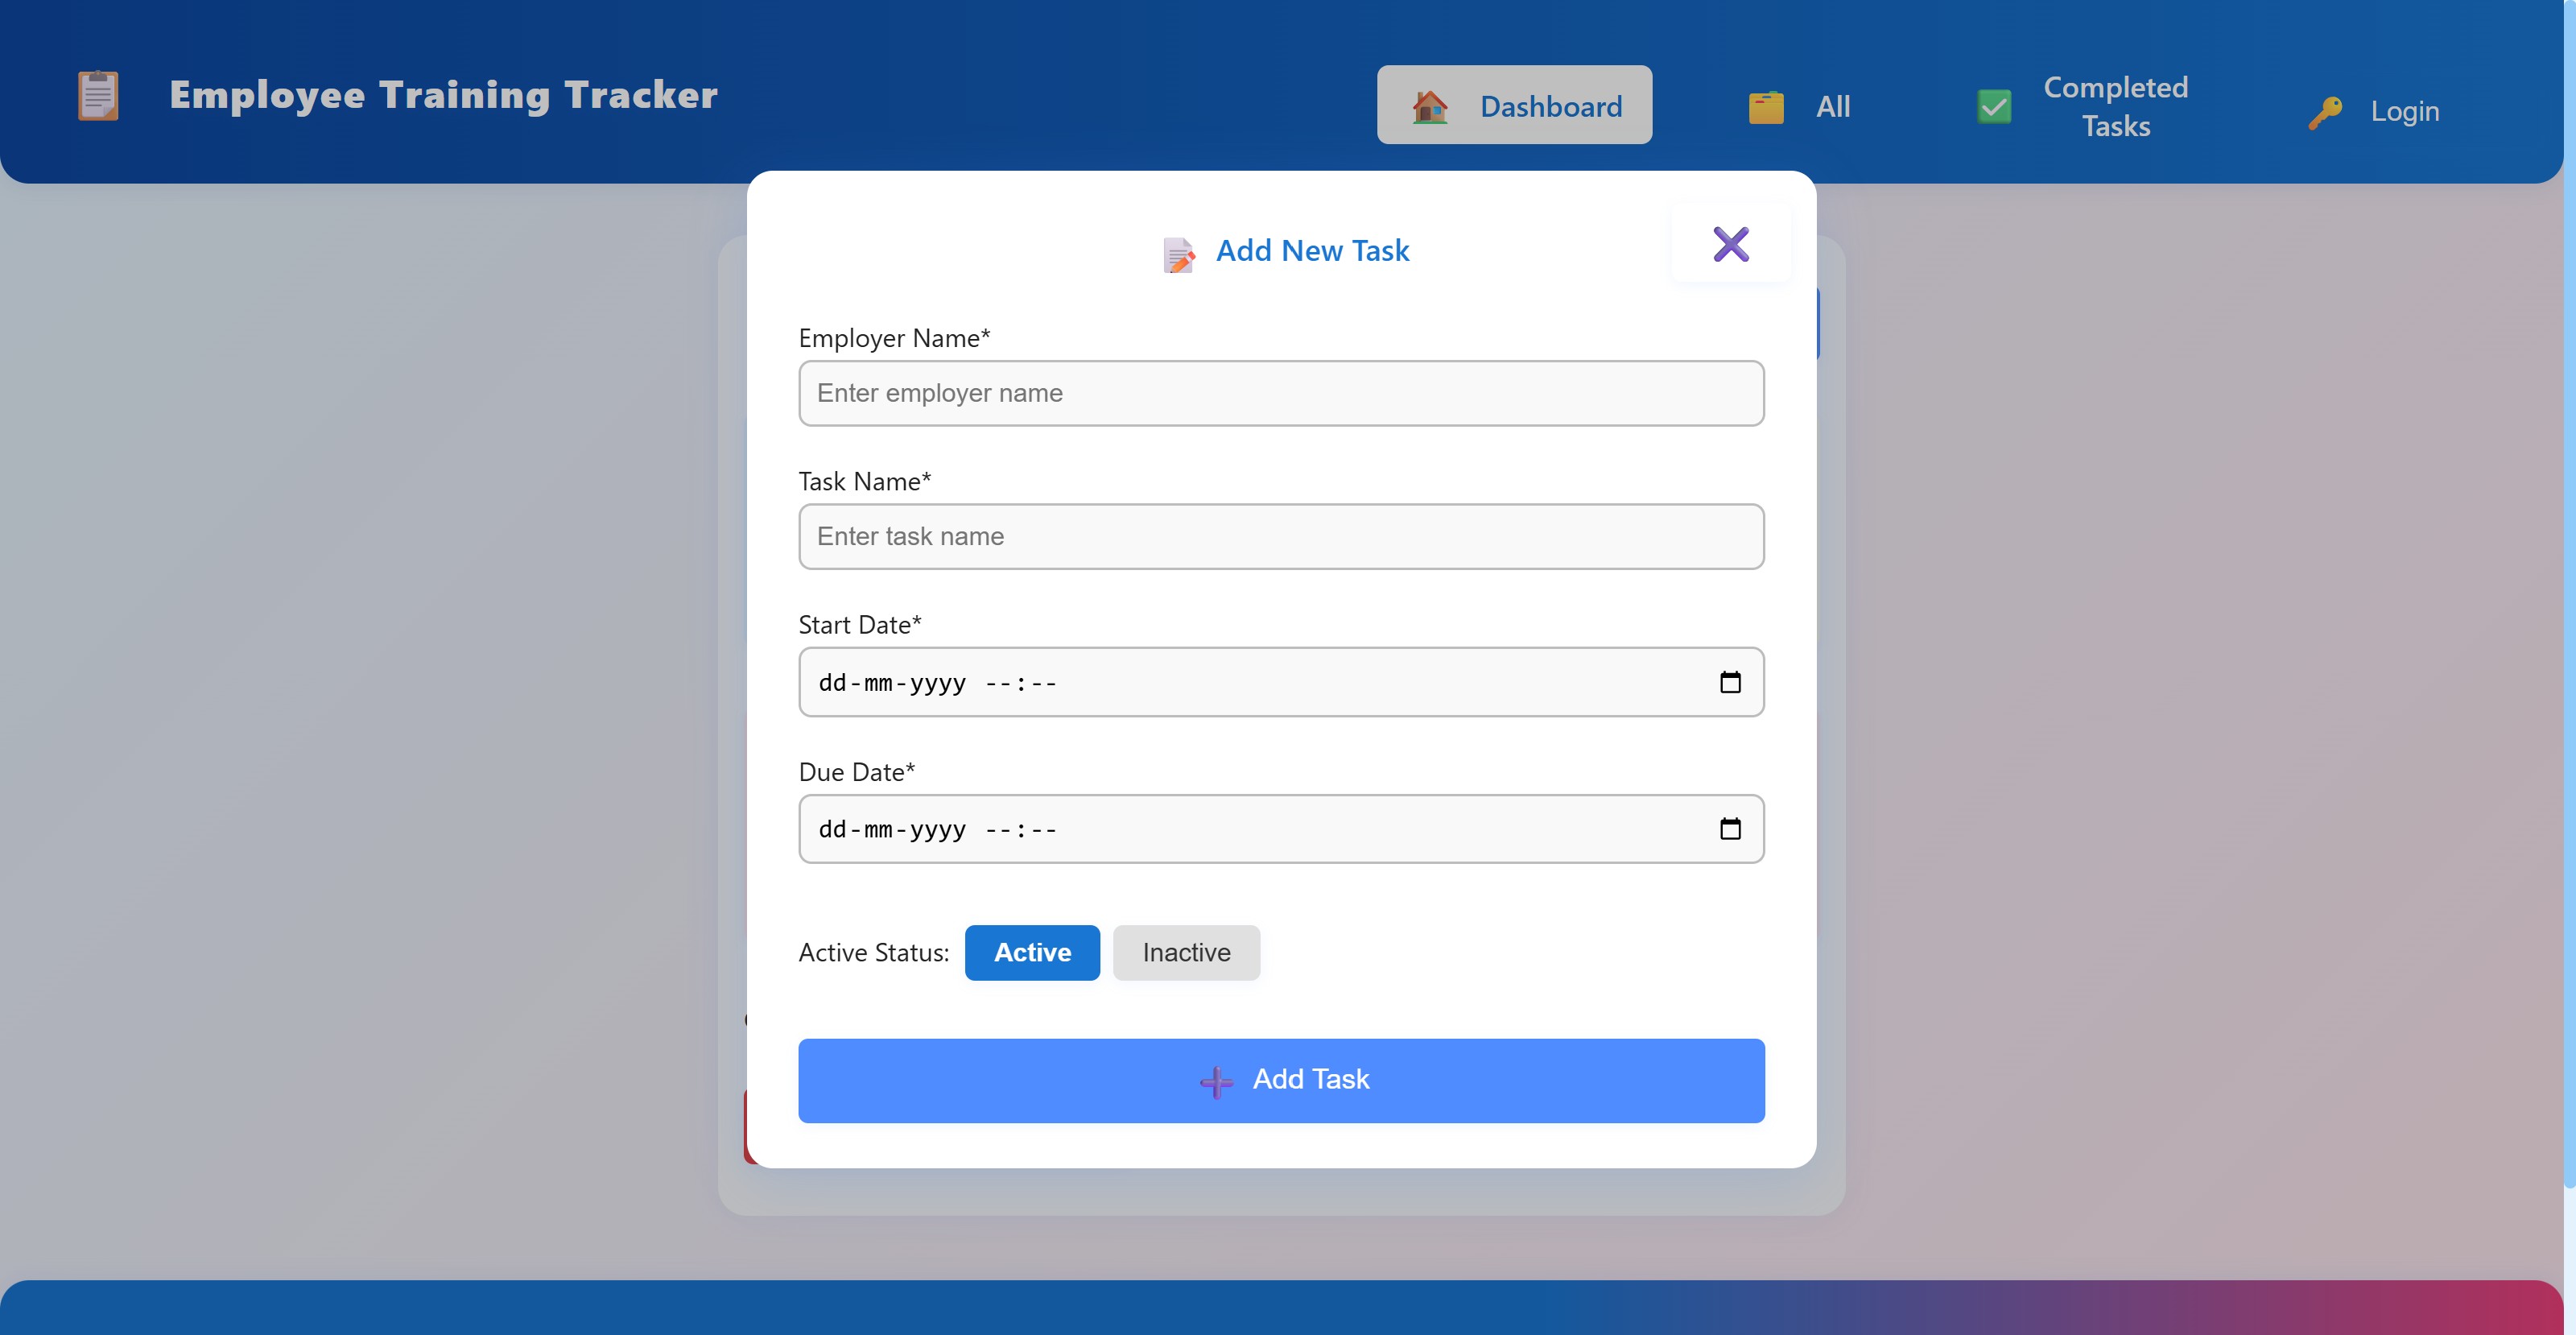 Employee Training Tracker
Dashboard
All
Completed
Tasks
Login
Add New Task
Employer Name*
Enter employer name
Task Name*
Enter task name
Start Date*
dd-mm-yyyy --:--
Due Date*
dd-mm-yyyy --:--
Active Status: Active Inactive
Add Task